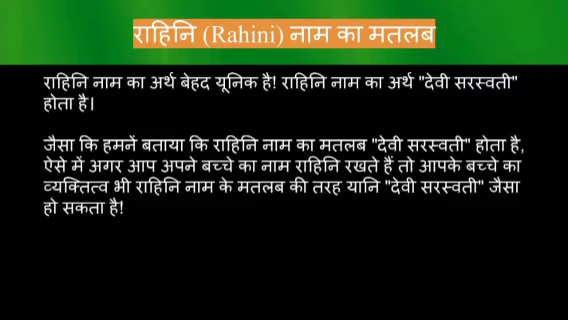 राहिनि (Rahini) नाम का मतलब
राहिनि नाम का अर्थ बेहद यूनिक है! राहिनि नाम का अर्थ "देवी सरस्वती"
होता है।
जैसा कि हमनें बताया कि राहिनि नाम का मतलब "देवी सरस्वती" होता है,
ऐसे में अगर आप अपने बच्चे का नाम राहिनि रखते हैं तो आपके बच्चे का
व्यक्तित्व भी राहिनि नाम के मतलब की तरह यानि "देवी सरस्वती" जैसा
हो सकता है!